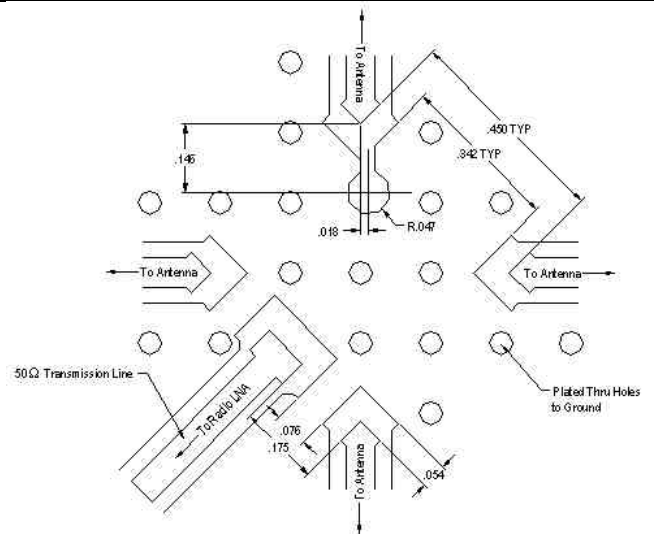 To Antenna
.450 TYP
.342 TYP
.146
.018
R.047
To Antenna
To Antenna
50Ω Transmission Line
To Radio LNA
Plated Thru Holes
to Ground
.076
.175
.054
To Antenna